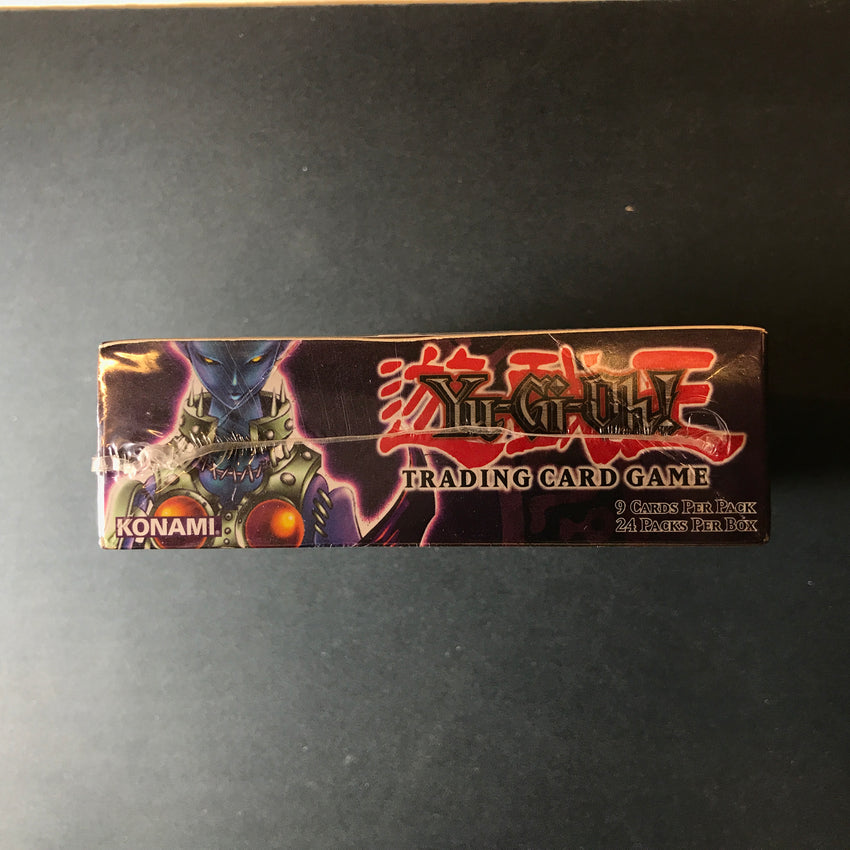 遊戯王
Yu-Gi-Oh!
TRADING CARD GAME
KONAMI®
9 CARDS PER PACK
24 PACKS PER BOX